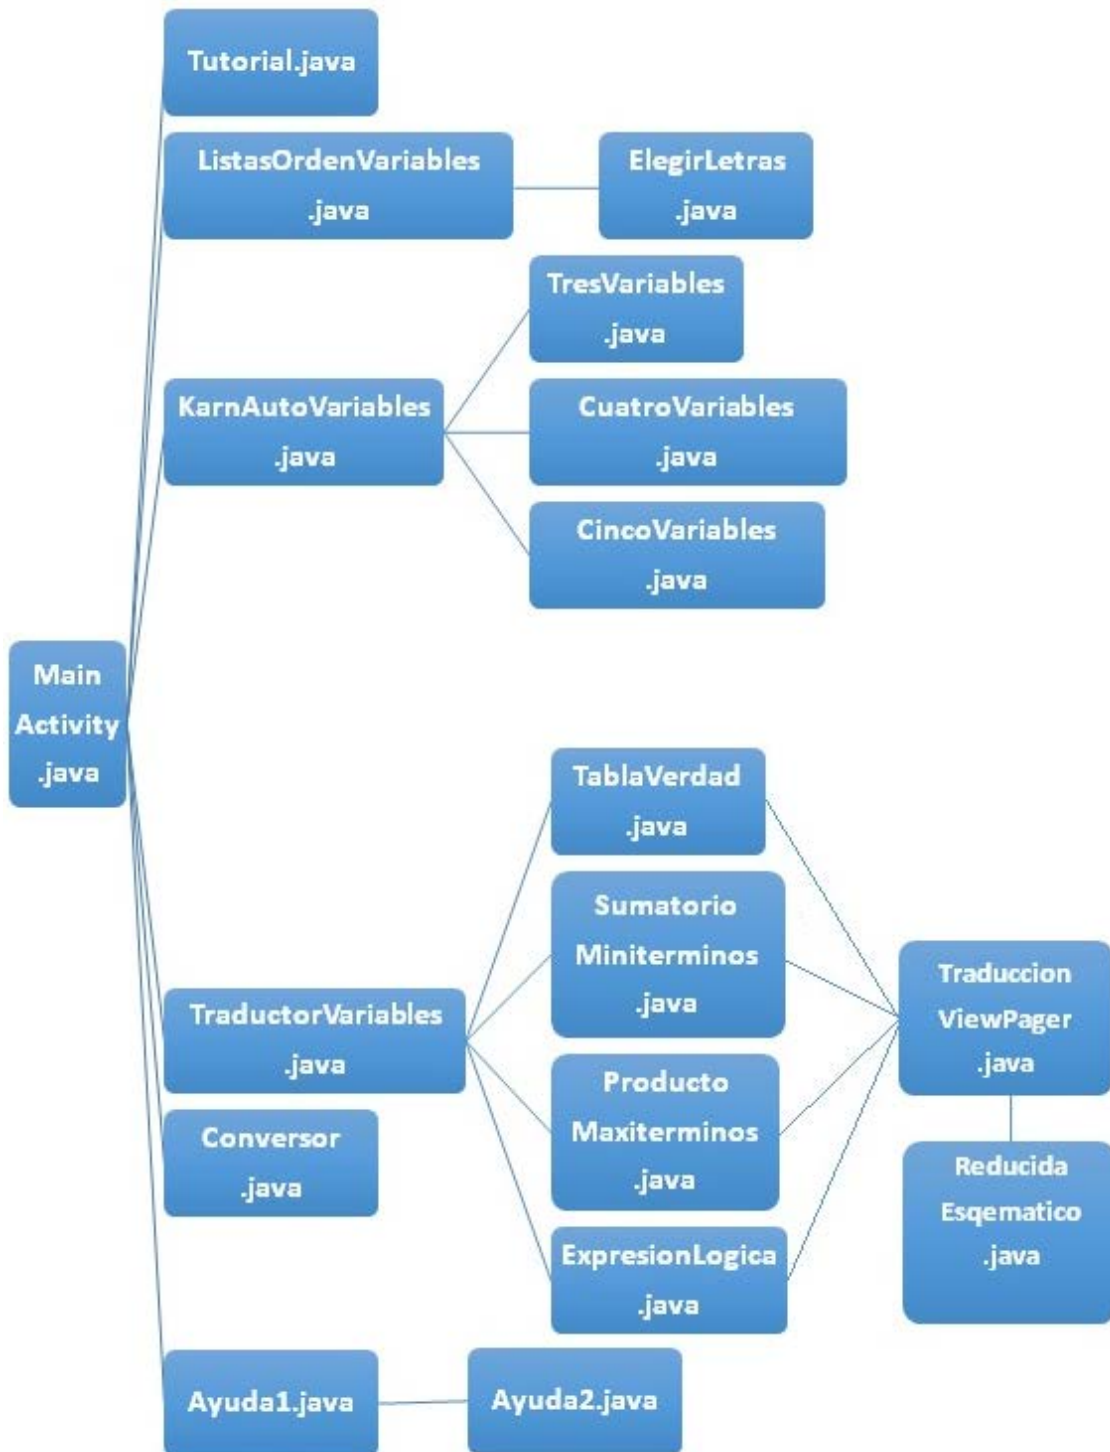 Tutorial.java
ListasOrdenVariables
.java
ElegirLetras
.java
TresVariables
.java
KarnAutoVariables
.java
CuatroVariables
.java
CincoVariables
.java
Main
Activity
.java
TablaVerdad
.java
Sumatorio
Miniterminos
.java
Traduccion
ViewPager
.java
TraductorVariables
.java
Producto
Maxiterminos
.java
Conversor
.java
Reducida
Esqematico
.java
ExpresionLogica
.java
Ayuda1.java
Ayuda2.java